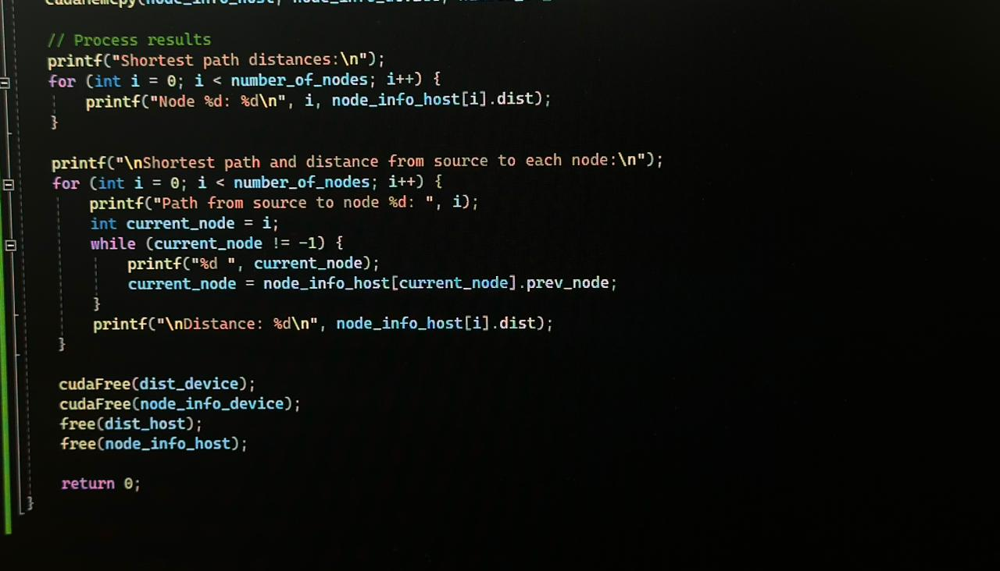 cudaMemcpy(node_info_host, node_info_device,
// Process results
printf("Shortest path distances:\n");
for (int i = 0; i < number_of_nodes; i++) {
printf("Node %d: %d\n", i, node_info_host[i].dist);
}
printf("\nShortest path and distance from source to each node:\n");
for (int i = 0; i < number_of_nodes; i++) {
printf("Path from source to node %d: ", i);
int current_node = i;
while (current_node != -1) {
printf("%d ", current_node);
current_node = node_info_host[current_node].prev_node;
}
printf("\nDistance: %d\n", node_info_host[i].dist);
}
cudaFree(dist_device);
cudaFree(node_info_device);
free(dist_host);
free(node_info_host);
return 0;
}